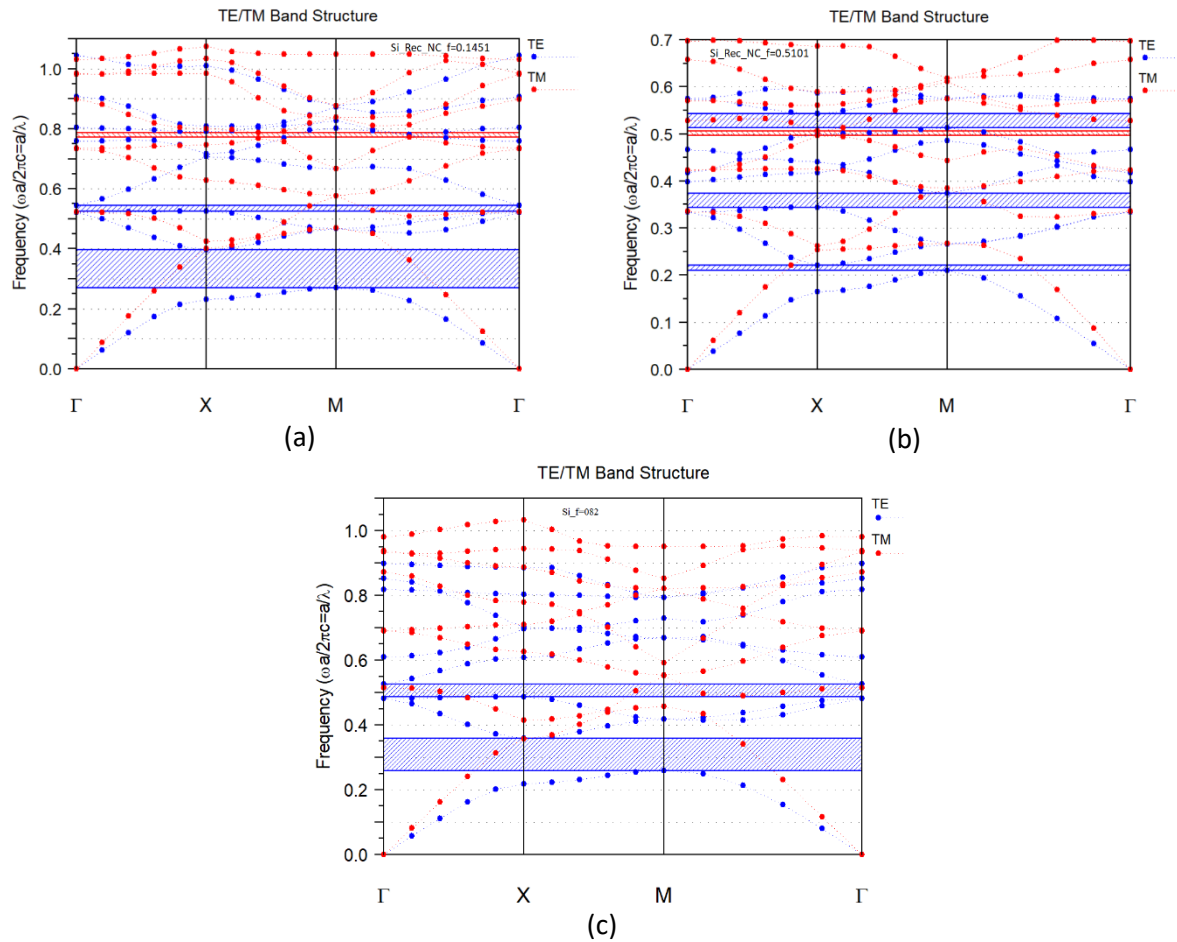 TE/TM Band Structure
Si_Rec_NC_f=0.1451
TE
TM
Frequency (ωa/2πc=a/λ)
1.0
0.8
0.6
0.4
0.2
0.0
Γ X M Γ
(a)
TE/TM Band Structure
Si_Rec_NC_f=0.5101
TE
TM
Frequency (ωa/2πc=a/λ)
0.7
0.6
0.5
0.4
0.3
0.2
0.1
0.0
Γ X M Γ
(b)
TE/TM Band Structure
Si_f=082
TE
TM
Frequency (ωa/2πc=a/λ)
1.0
0.8
0.6
0.4
0.2
0.0
Γ X M Γ
(c)